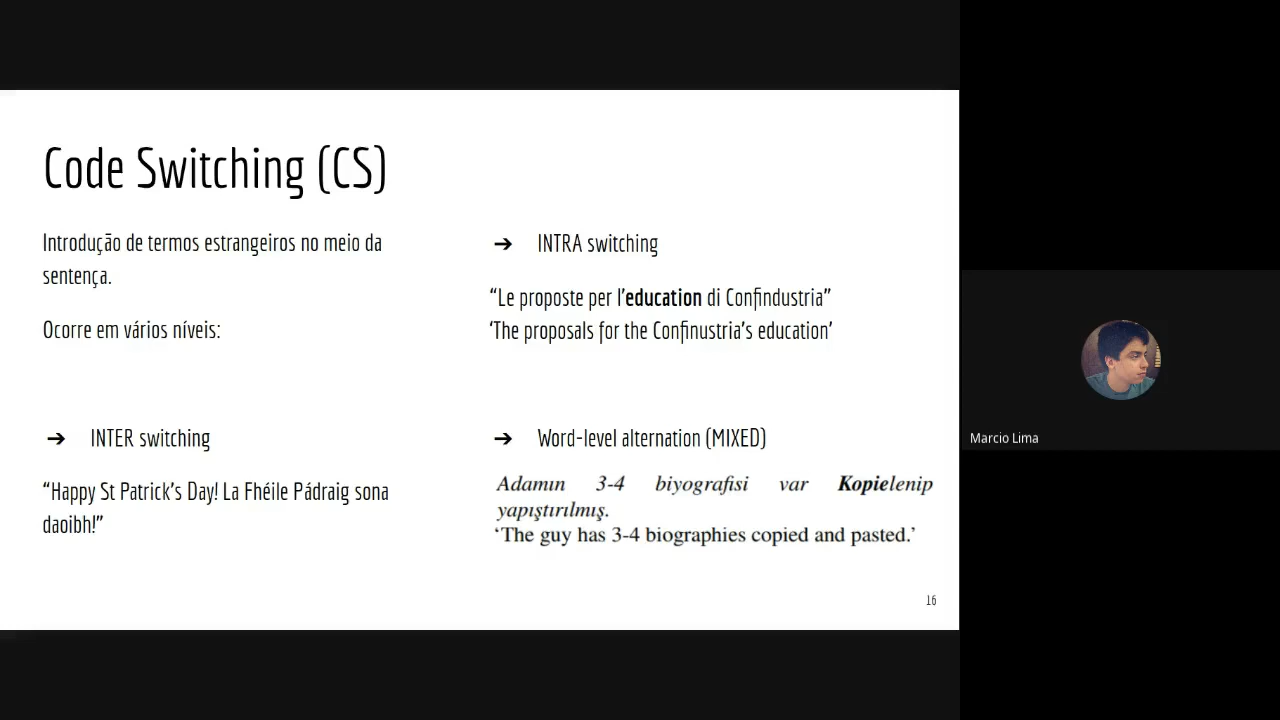 Code Switching (CS)
Introdução de termos estrangeiros no meio da
sentença.
Ocorre em vários níveis:
➔ INTER switching
“Happy St Patrick’s Day! La Fhéile Pádraig sona
daoibh!”
➔ INTRA switching
“Le proposte per l’education di Confindustria”
‘The proposals for the Confinustria’s education’
➔ Word-level alternation (MIXED)
Adamın 3-4 biyografisi var Kopielenip
yapıştırılmış.
‘The guy has 3-4 biographies copied and pasted.’
16
Marcio Lima